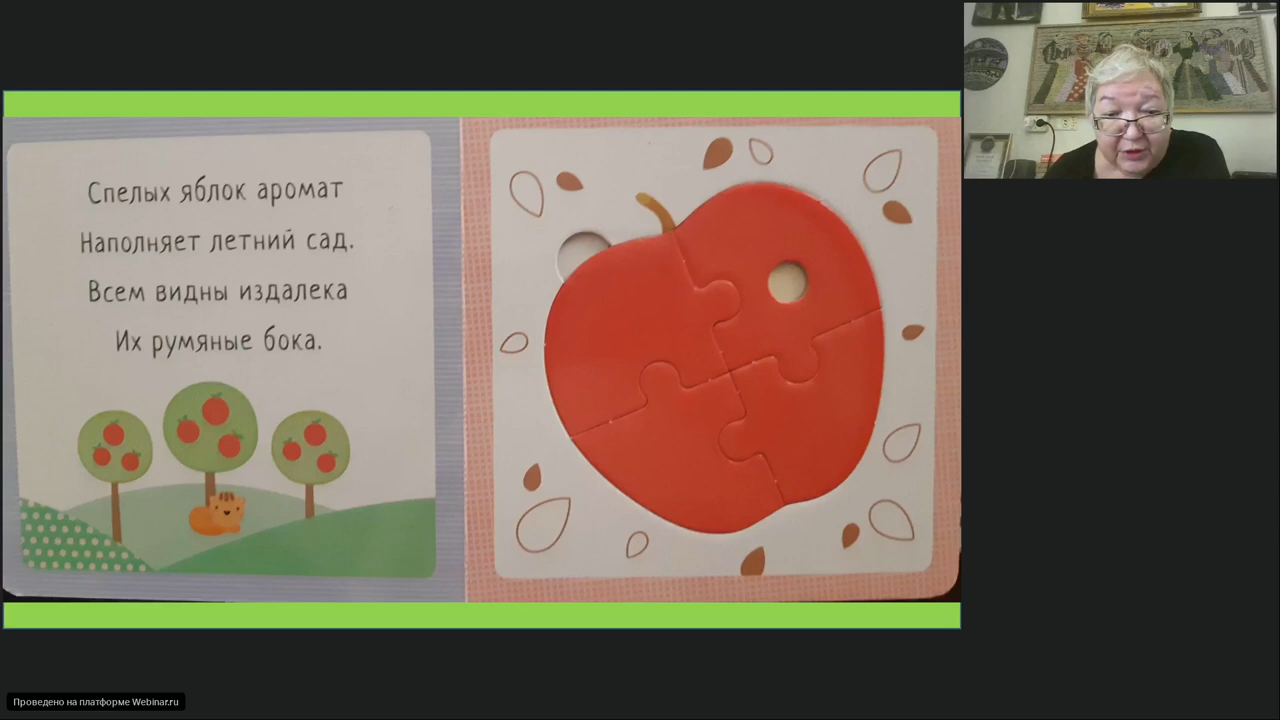 Спелых яблок аромат
Наполняет летний сад.
Всем видны издалека
Их румяные бока.
Проведено на платформе Webinar.ru